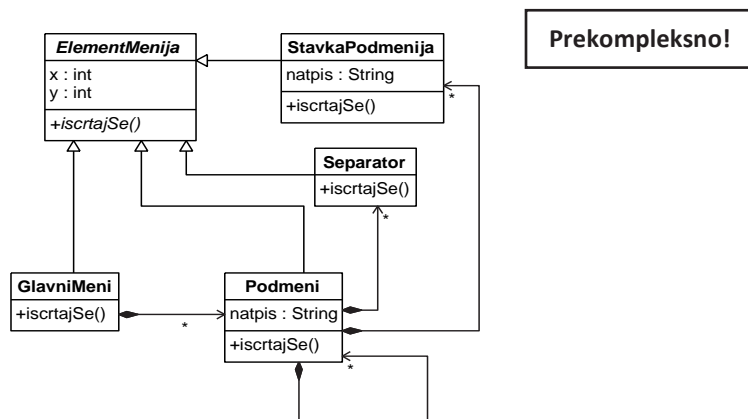 ElementMenija
x : int
y : int
+iscrtajSe()
StavkaPodmenija
natpis : String
+iscrtajSe()
Prekompleksno!
*
Separator
+iscrtajSe()
*
GlavniMeni
+iscrtajSe()
*
Podmeni
natpis : String
+iscrtajSe()
*